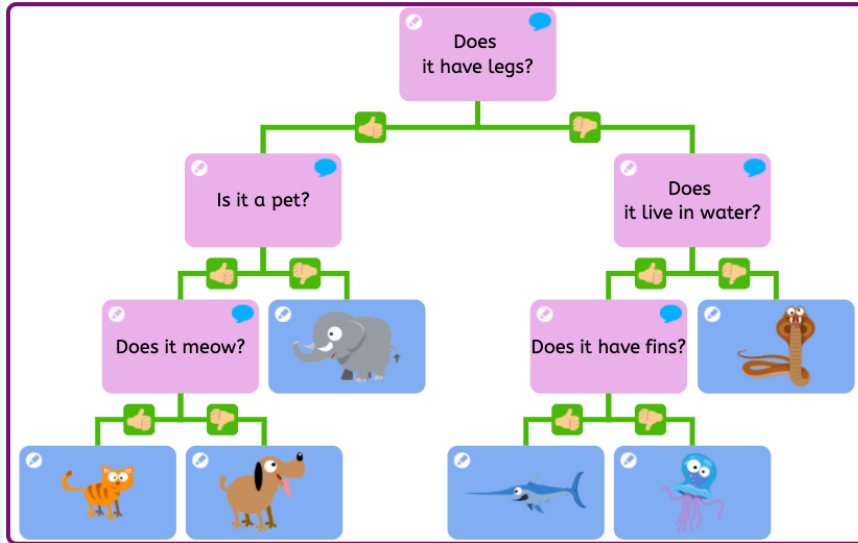 Does
it have legs?
Is it a pet?
Does
it live in water?
Does it meow?
Does it have fins?